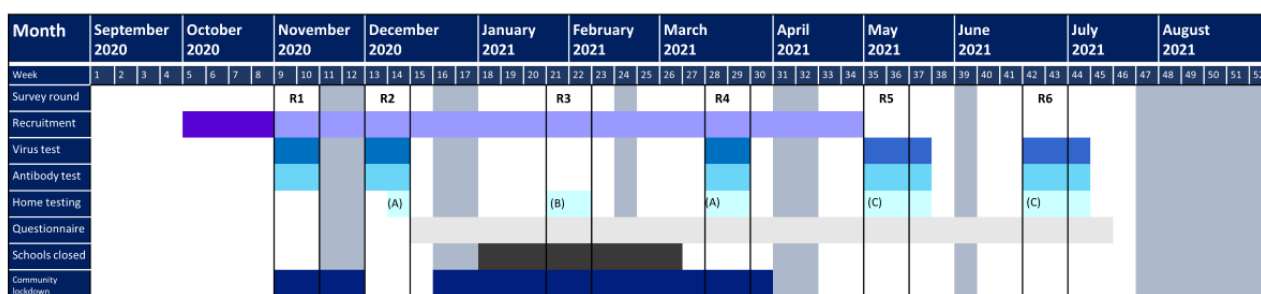 Month September October November December January February March April May June July August
2020 2020 2020 2020 2021 2021 2021 2021 2021 2021 2021 2021
Week 1 2 3 4 5 6 7 8 9 10 11 12 13 14 15 16 17 18 19 20 21 22 23 24 25 26 27 28 29 30 31 32 33 34 35 36 37 38 39 40 41 42 43 44 45 46 47 48 49 50 51 52
Survey round R1 R2 R3 R4 R5 R6
Recruitment
Virus test
Antibody test
Home testing (A) (B) (A) (C) (C)
Questionnaire
Schools closed
Community
lockdown